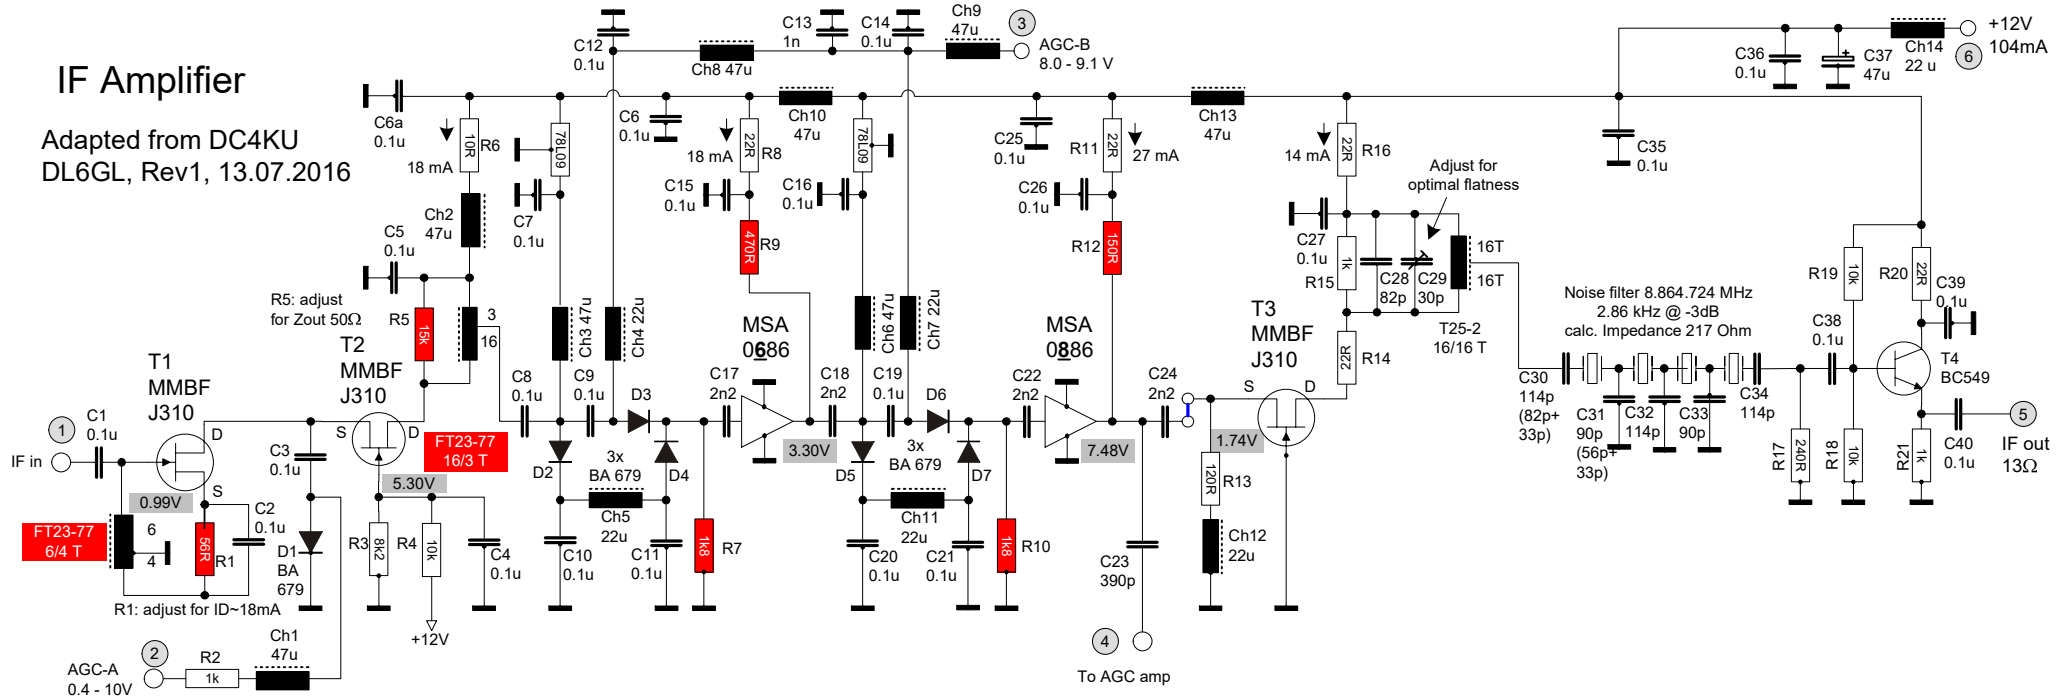 IF Amplifier
Adapted from DC4KU
DL6GL, Rev1, 13.07.2016
C12
0.1u
Ch8 47u
C13
1n
C14
0.1u
Ch9
47u
3
AGC-B
8.0 - 9.1 V
C36
0.1u
C37
47u
+
Ch14
22 u
+12V
104mA
6
C6a
0.1u
10R
R6
18 mA
78L09
C6
0.1u
18 mA
22R
R8
Ch10
47u
78L09
C25
0.1u
R11
22R
27 mA
Ch13
47u
14 mA
22R
R16
C35
0.1u
Adjust for
optimal flatness
Ch2
47u
C7
0.1u
C15
0.1u
C16
0.1u
C26
0.1u
C5
0.1u
470R
R9
R12
150R
C27
0.1u
1k
R15
C28
82p
C29
30p
16T
16T
T25-2
16/16 T
R5: adjust
for Zout 50Ω
R5
15k
3
16
Ch3 47u
Ch4 22u
Ch6 47u
Ch7 22u
MSA
0686
MSA
0886
T3
MMBF
J310
22R
R14
Noise filter 8.864.724 MHz
2.86 kHz @ -3dB
calc. Impedance 217 Ohm
R19
10k
R20
22R
C39
0.1u
C38
0.1u
T4
BC549
T1
MMBF
J310
T2
MMBF
J310
C8
0.1u
C9
0.1u
D3
C17
2n2
C18
2n2
C19
0.1u
D6
C22
2n2
C24
2n2
S
D
C30
114p
(82p+
33p)
C31
90p
(56p+
33p)
C32
114p
C33
90p
C34
114p
1
IF in
C1
0.1u
D
S
S
D
FT23-77
16/3 T
3.30V
7.48V
1.74V
D2
3x
BA 679
D4
D5
3x
BA 679
D7
C3
0.1u
5.30V
0.99V
C2
0.1u
FT23-77
6/4 T
6
4
56R
R1
D1
BA
679
R3
8k2
R4
10k
C4
0.1u
C10
0.1u
Ch5
22u
C11
0.1u
1k8
R7
C20
0.1u
Ch11
22u
C21
0.1u
1k8
R10
C23
390p
120R
R13
Ch12
22u
R17
240R
R18
10k
R21
1k
C40
0.1u
5
IF out
13Ω
R1: adjust for ID~18mA
+12V
2
AGC-A
0.4 - 10V
R2
1k
Ch1
47u
4
To AGC amp